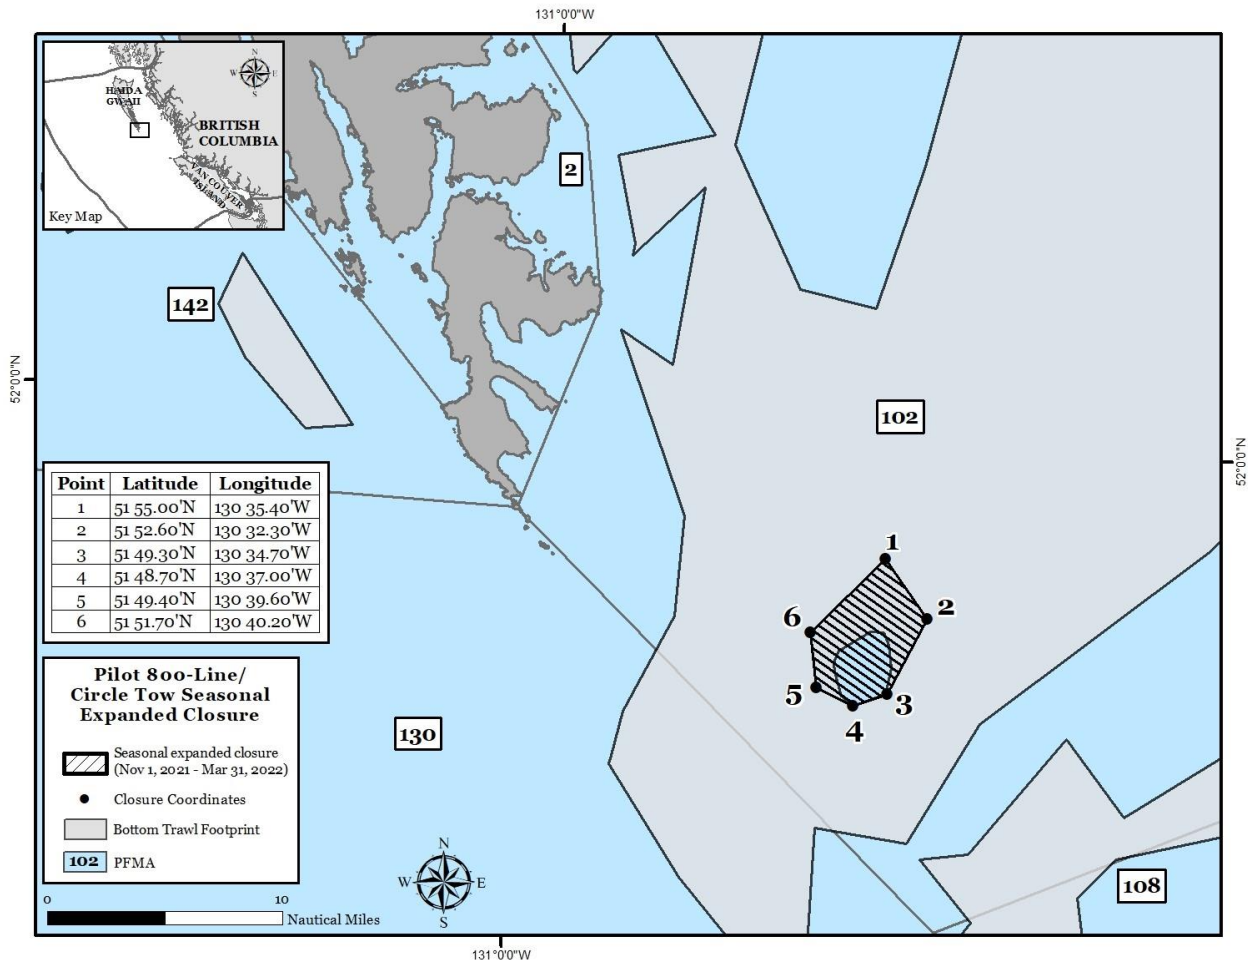 131°0'0"W
N
W E
S
HAIDA
GWAII
BRITISH
COLUMBIA
VANCOUVER
ISLAND
Key Map
2
142
52°0'0"N
102
52°0'0"N
Point Latitude Longitude
1 51 55.00'N 130 35.40'W
2 51 52.60'N 130 32.30'W
3 51 49.30'N 130 34.70'W
4 51 48.70'N 130 37.00'W
5 51 49.40'N 130 39.60'W
6 51 51.70'N 130 40.20'W
1
2
6
5
3
4
130
Pilot 800-Line/
Circle Tow Seasonal
Expanded Closure
Seasonal expanded closure
(Nov 1, 2021 - Mar 31, 2022)
Closure Coordinates
Bottom Trawl Footprint
102 PFMA
N
W E
S
108
0 10
Nautical Miles
131°0'0"W